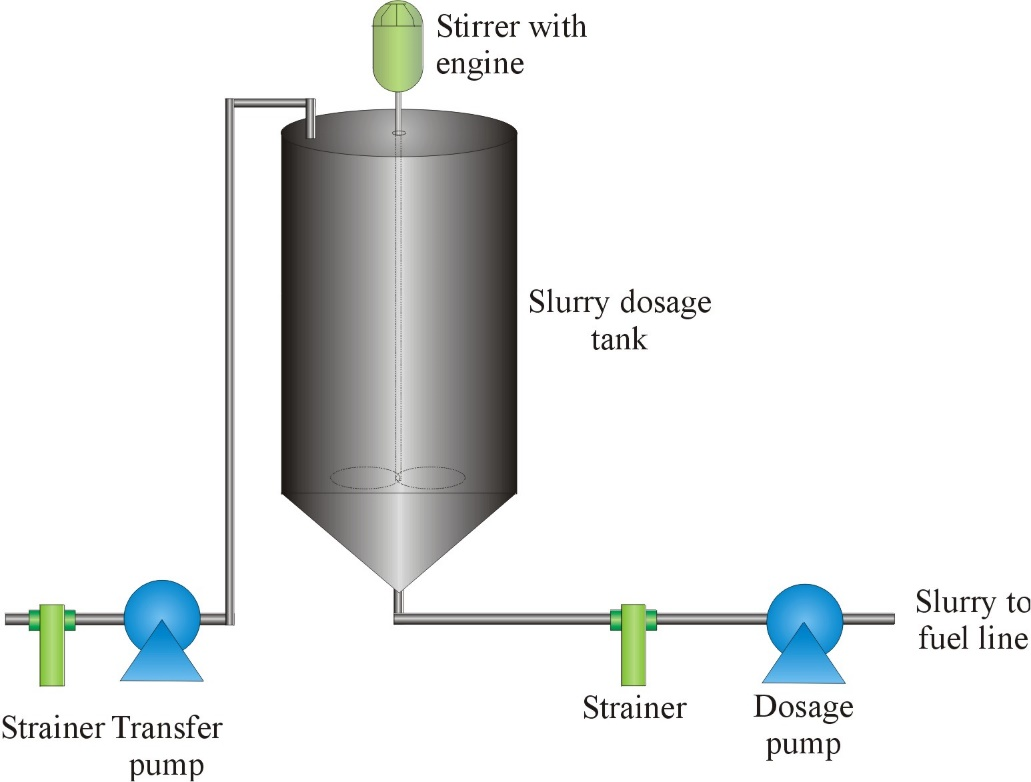 Stirrer with
engine
Slurry dosage
tank
Slurry to
fuel line
Strainer
Dosage
pump
Strainer Transfer
pump